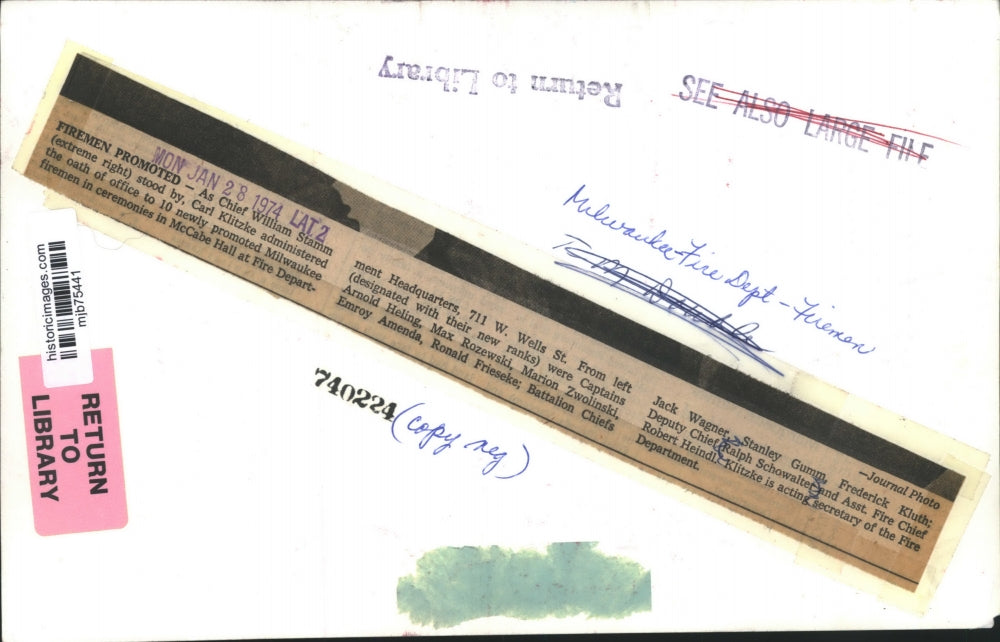 Return to Library
SEE ALSO LARGE FILE
Milwaukee-Fire Dept - Firemen
MON JAN 28 1974 LAT 2
FIREMEN PROMOTED — As Chief William Stamm
(extreme right) stood by, Carl Klitzke administered
the oath of office to 10 newly promoted Milwaukee
firemen in ceremonies in McCabe Hall at Fire Depart-
ment Headquarters, 711 W. Wells St. From left
(designated with their new ranks) were Captains
Arnold Heling, Max Rozewski, Marion Zwolinski,
Emroy Amenda, Ronald Frieseke; Battalion Chiefs
Jack Wagner, Stanley Gumm, Frederick Kluth;
Deputy Chief Ralph Schowalter and Asst. Fire Chief
Robert Heindl. Klitzke is acting secretary of the Fire
Department.
—Journal Photo
historicimages.com
mjb75441
RETURN
TO
LIBRARY
740224 (copy neg)